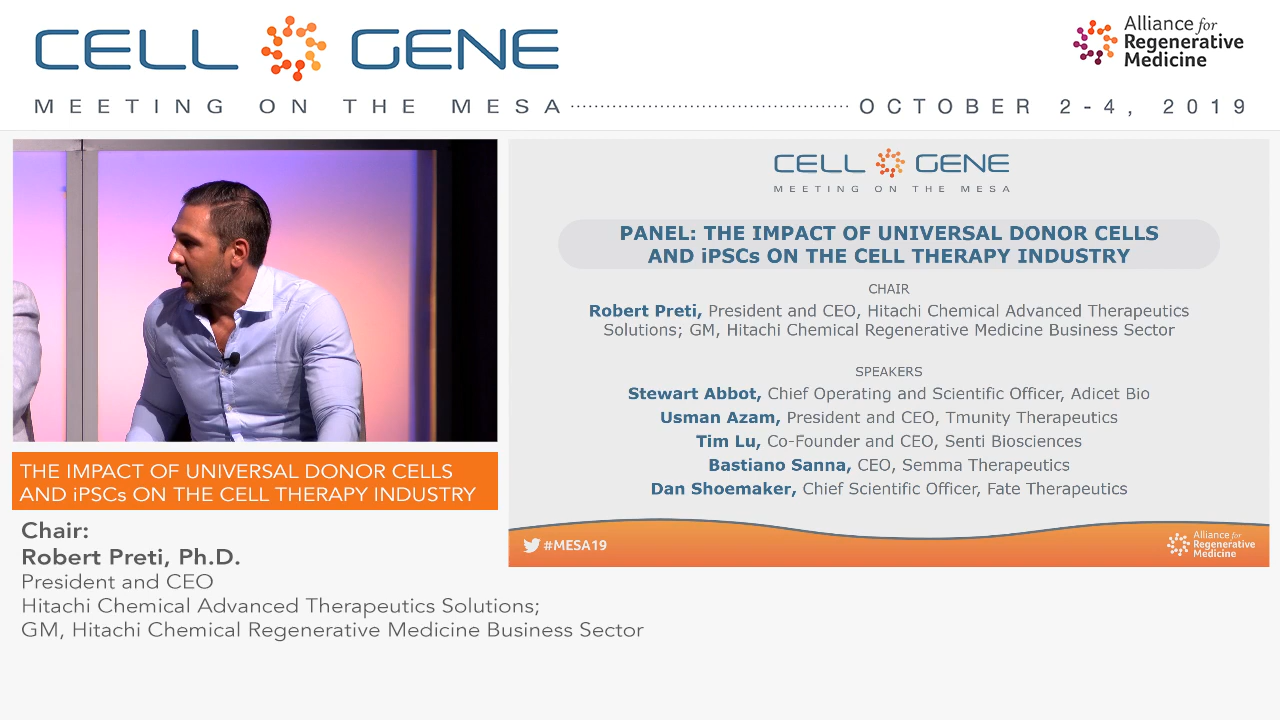 CELL GENE
MEETING ON THE MESA
OCTOBER 2-4, 2019
Alliance for
Regenerative
Medicine
CELL GENE
MEETING ON THE MESA
PANEL: THE IMPACT OF UNIVERSAL DONOR CELLS
AND iPSCs ON THE CELL THERAPY INDUSTRY
CHAIR
Robert Preti, President and CEO, Hitachi Chemical Advanced Therapeutics
Solutions; GM, Hitachi Chemical Regenerative Medicine Business Sector
SPEAKERS
Stewart Abbot, Chief Operating and Scientific Officer, Adicet Bio
Usman Azam, President and CEO, Tmunity Therapeutics
Tim Lu, Co-Founder and CEO, Senti Biosciences
Bastiano Sanna, CEO, Semma Therapeutics
Dan Shoemaker, Chief Scientific Officer, Fate Therapeutics
#MESA19
Alliance for
Regenerative
Medicine
THE IMPACT OF UNIVERSAL DONOR CELLS
AND iPSCs ON THE CELL THERAPY INDUSTRY
Chair:
Robert Preti, Ph.D.
President and CEO
Hitachi Chemical Advanced Therapeutics Solutions;
GM, Hitachi Chemical Regenerative Medicine Business Sector